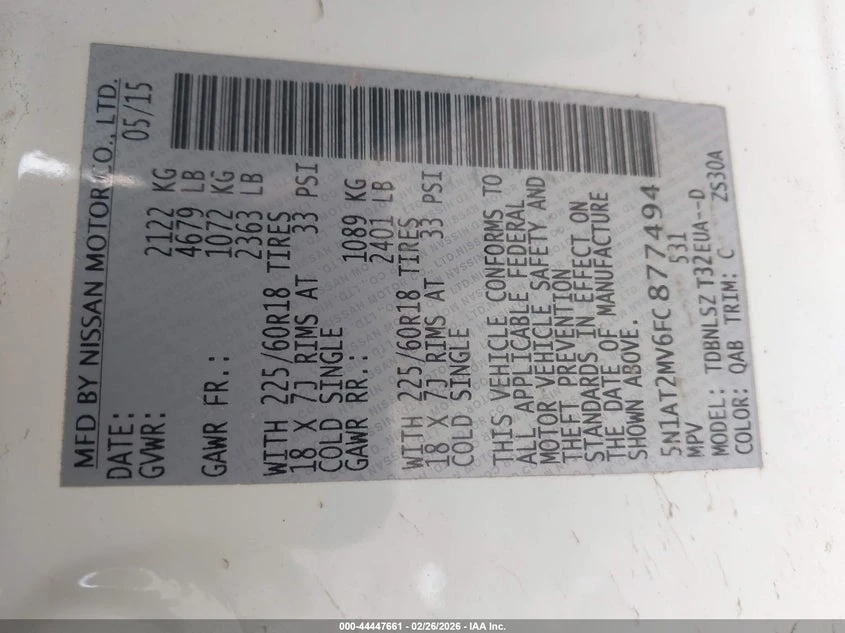 MFD BY NISSAN MOTOR CO., LTD.
DATE: 05/15
GVWR: 2122 KG
4679 LB
GAWR FR.: 1072 KG
2363 LB
WITH 225/60R18 TIRES
18 X 7J RIMS AT 33 PSI
COLD SINGLE
GAWR RR.: 1089 KG
2401 LB
WITH 225/60R18 TIRES
18 X 7J RIMS AT 33 PSI
COLD SINGLE
THIS VEHICLE CONFORMS TO
ALL APPLICABLE FEDERAL
MOTOR VEHICLE SAFETY AND
THEFT PREVENTION
STANDARDS IN EFFECT ON
THE DATE OF MANUFACTURE
SHOWN ABOVE.
5N1AT2MV6FC877494
MPV 531
MODEL: TDBNLSZ T32EUA--D
COLOR: QAB TRIM: C ZS30A
000-44447661 - 02/26/2026 - IAA Inc.